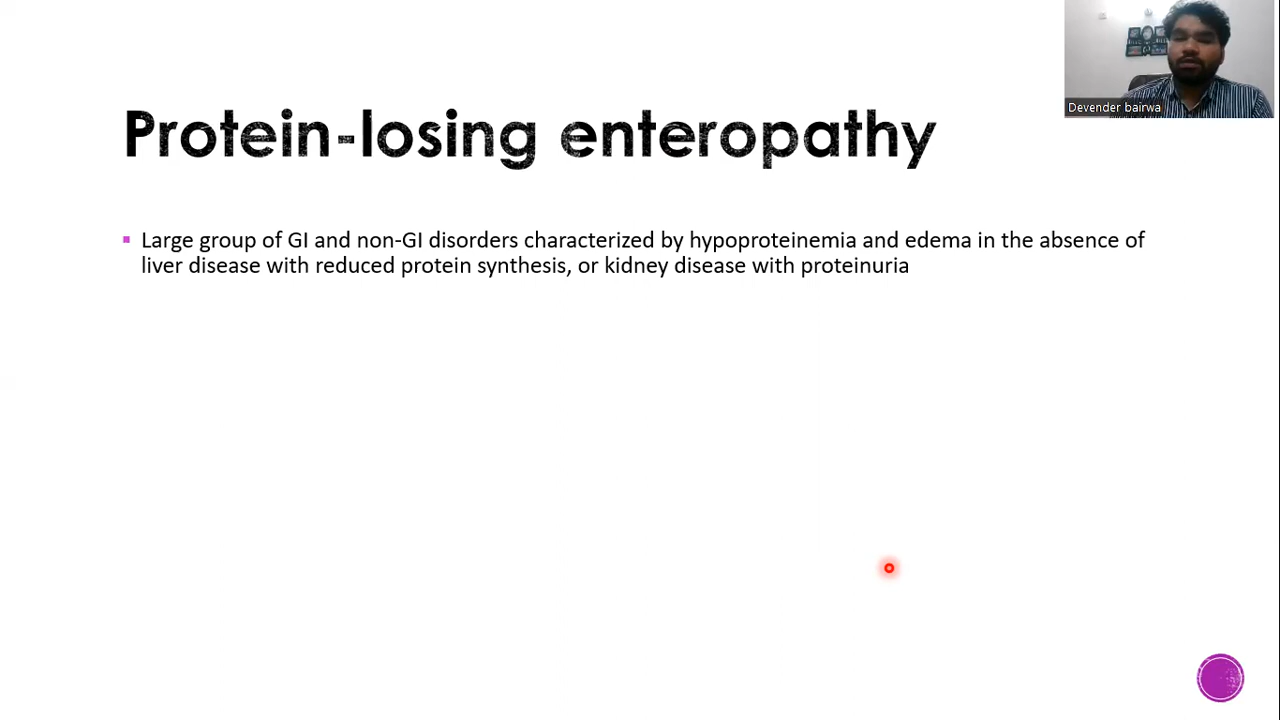 Devender bairwa
Protein-losing enteropathy
Large group of GI and non-GI disorders characterized by hypoproteinemia and edema in the absence of
liver disease with reduced protein synthesis, or kidney disease with proteinuria